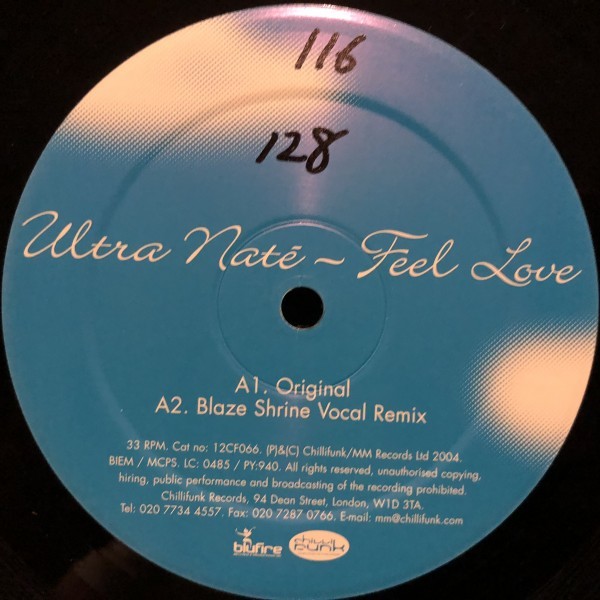 116
128
Ultra Naté ~ Feel Love
A1. Original
A2. Blaze Shrine Vocal Remix
33 RPM. Cat no: 12CF066. (P)&(C) Chillifunk/MM Records Ltd 2004.
BIEM / MCPS. LC: 0485 / PY:940. All rights reserved, unauthorised copying,
hiring, public performance and broadcasting of the recording prohibited.
Chillifunk Records, 94 Dean Street, London, W1D 3TA.
Tel: 020 7734 4557. Fax: 020 7287 0766. E-mail: mm@chillifunk.com
blufire
chilli
funk